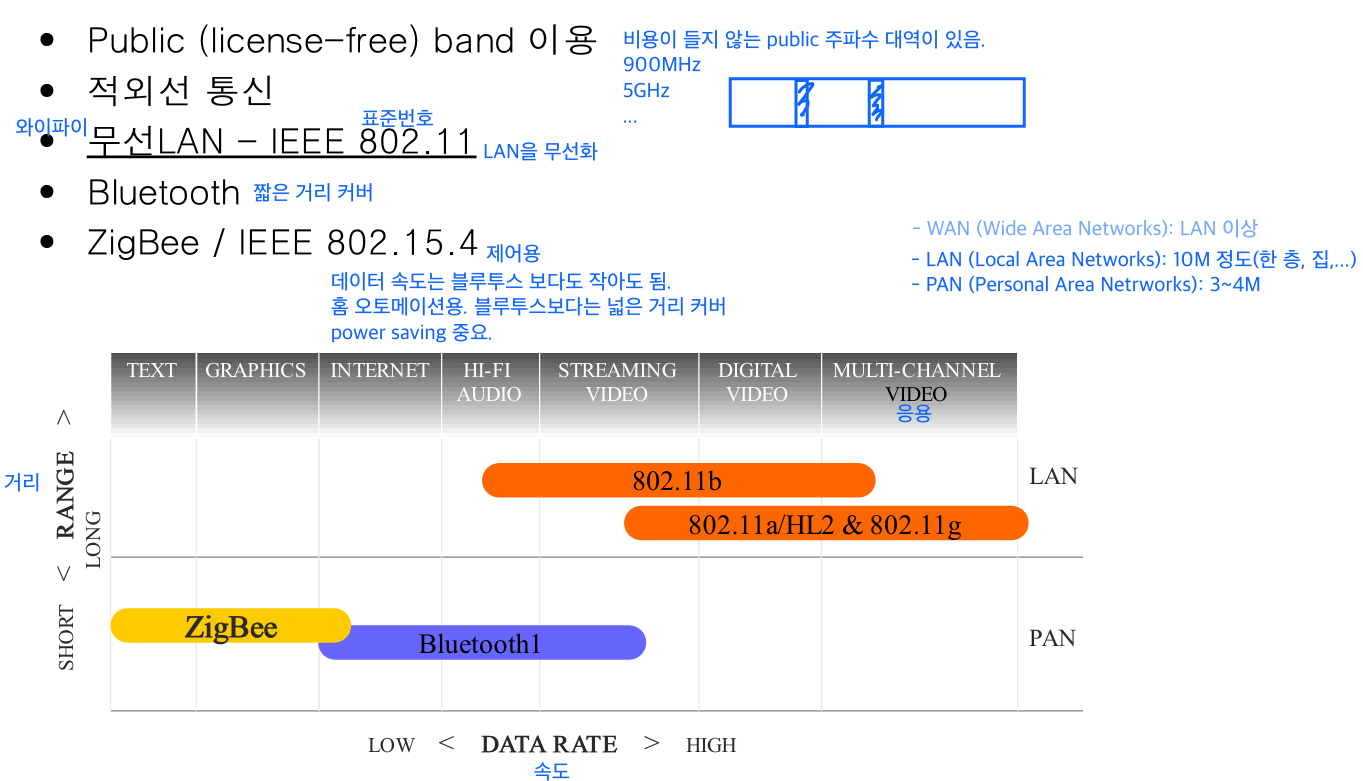 • Public (license-free) band 이용
비용이 들지 않는 public 주파수 대역이 있음.
900MHz
5GHz
...
• 적외선 통신
와이파이
표준번호
• 무선LAN - IEEE 802.11
LAN을 무선화
• Bluetooth
짧은 거리 커버
• ZigBee / IEEE 802.15.4
제어용
데이터 속도는 블루투스 보다도 작아도 됨.
홈 오토메이션용. 블루투스보다는 넓은 거리 커버
power saving 중요.
- WAN (Wide Area Networks): LAN 이상
- LAN (Local Area Networks): 10M 정도(한 층, 집,...)
- PAN (Personal Area Netrworks): 3~4M
TEXT
GRAPHICS
INTERNET
HI-FI
AUDIO
STREAMING
VIDEO
DIGITAL
VIDEO
MULTI-CHANNEL
VIDEO
응용
거리
SHORT < RANGE >
LONG
802.11b
LAN
802.11a/HL2 & 802.11g
ZigBee
Bluetooth1
PAN
LOW < DATA RATE > HIGH
속도